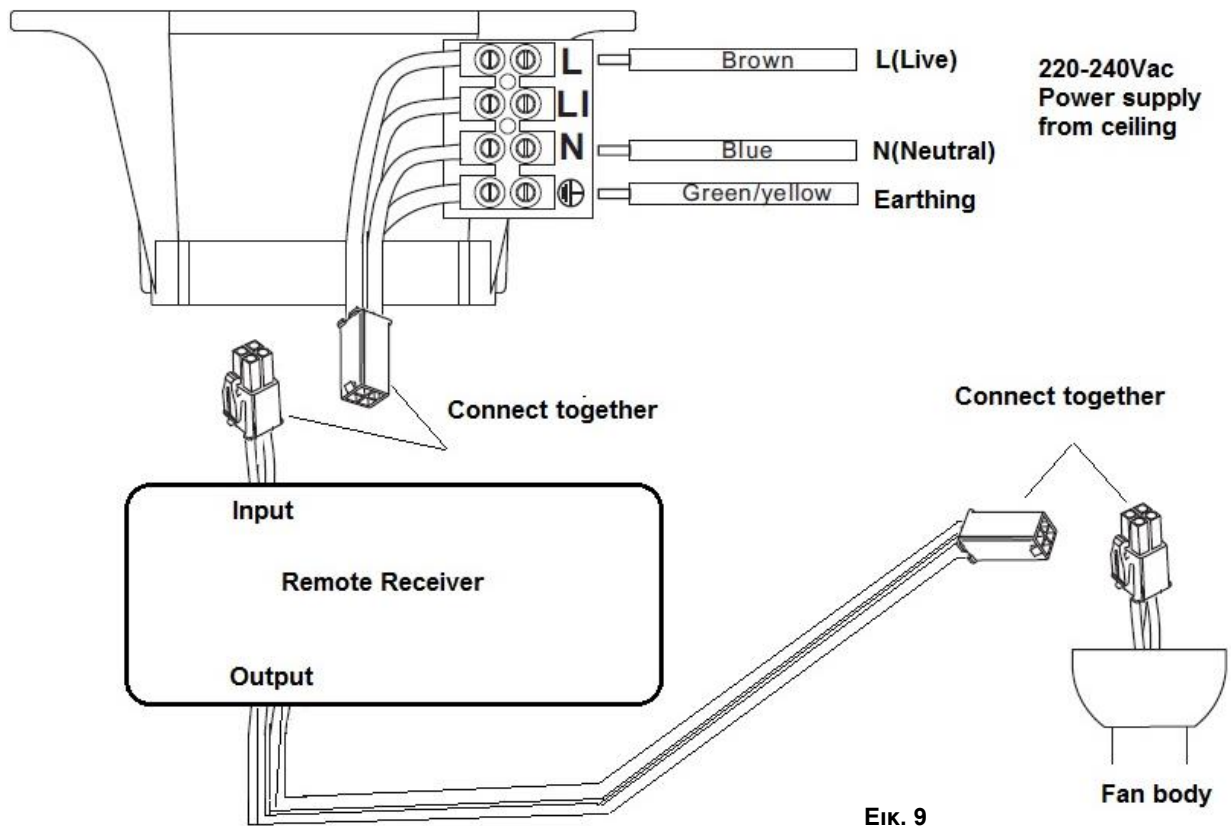 L
Brown
L(Live)
LI
N
Blue
N(Neutral)
Green/yellow
Earthing
220-240Vac
Power supply
from ceiling
Connect together
Connect together
Input
Remote Receiver
Output
Fan body
Εικ. 9